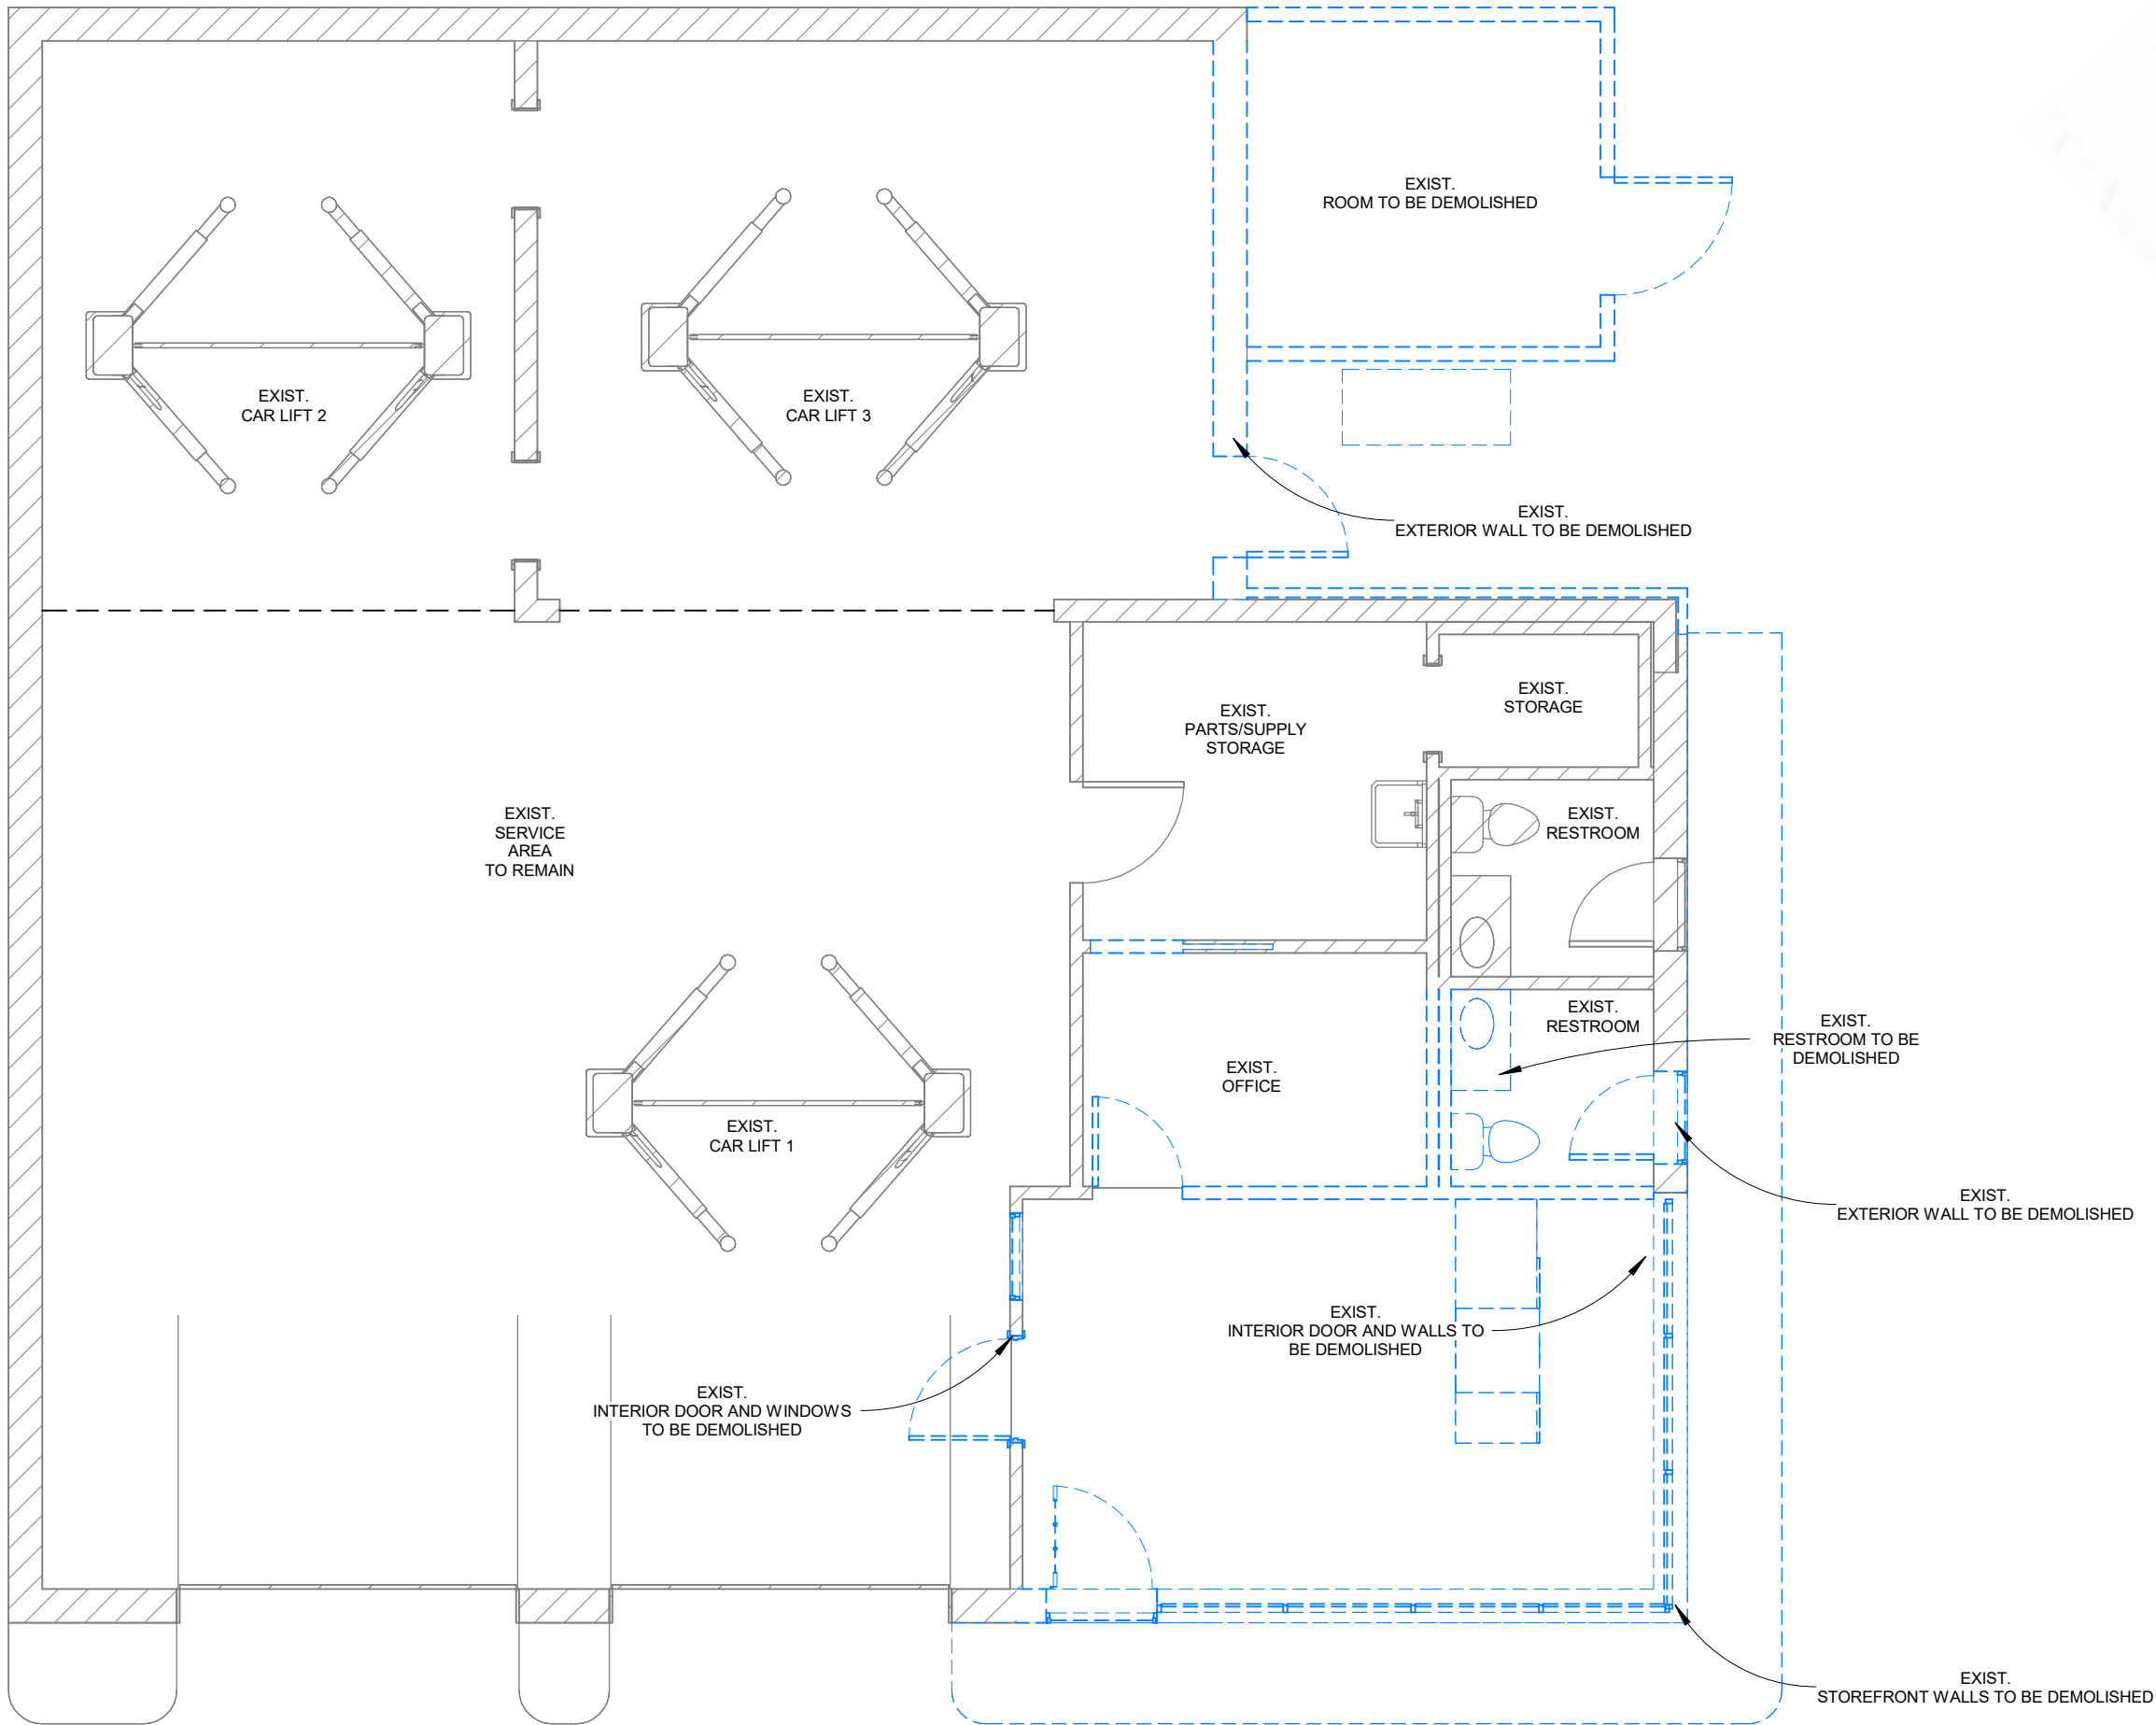 EXIST.
ROOM TO BE DEMOLISHED
EXIST.
CAR LIFT 2
EXIST.
CAR LIFT 3
EXIST.
EXTERIOR WALL TO BE DEMOLISHED
EXIST.
STORAGE
EXIST.
PARTS/SUPPLY
STORAGE
EXIST.
SERVICE
AREA
TO REMAIN
EXIST.
RESTROOM
EXIST.
RESTROOM
EXIST.
RESTROOM TO BE
DEMOLISHED
EXIST.
OFFICE
EXIST.
CAR LIFT 1
EXIST.
EXTERIOR WALL TO BE DEMOLISHED
EXIST.
INTERIOR DOOR AND WALLS TO
BE DEMOLISHED
EXIST.
INTERIOR DOOR AND WINDOWS
TO BE DEMOLISHED
EXIST.
STOREFRONT WALLS TO BE DEMOLISHED